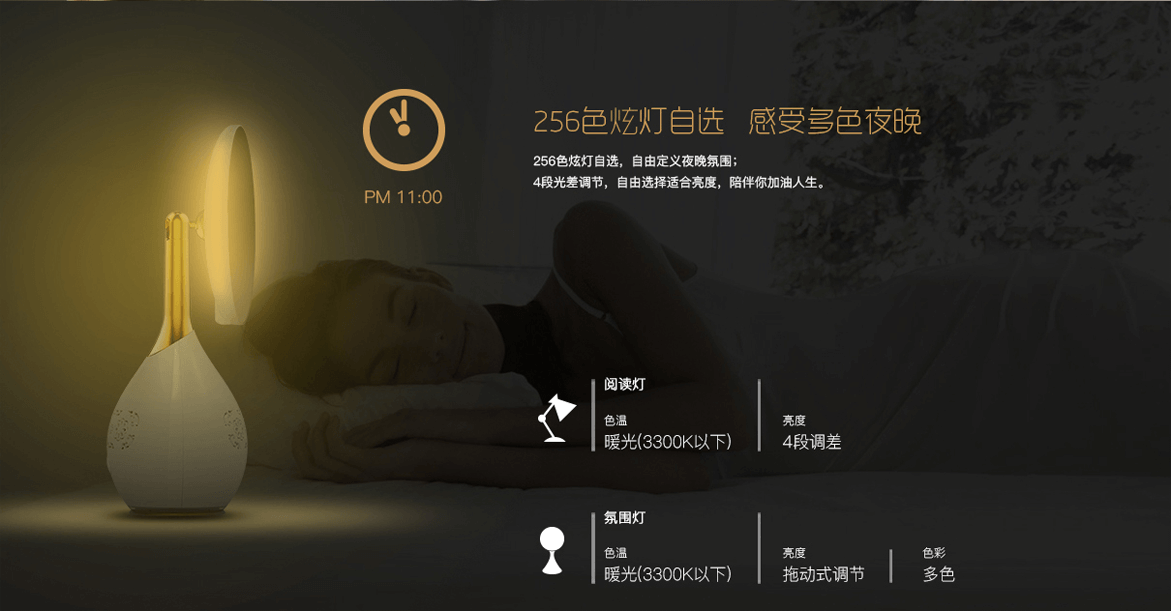 256色炫灯自选 感受多色夜晚
256色炫灯自选，自由定义夜晚氛围；
4段光差调节，自由选择适合亮度，陪伴你加油人生。
PM 11:00
阅读灯
色温
暖光(3300K以下)
亮度
4段调差
氛围灯
色温
暖光(3300K以下)
亮度
拖动式调节
色彩
多色